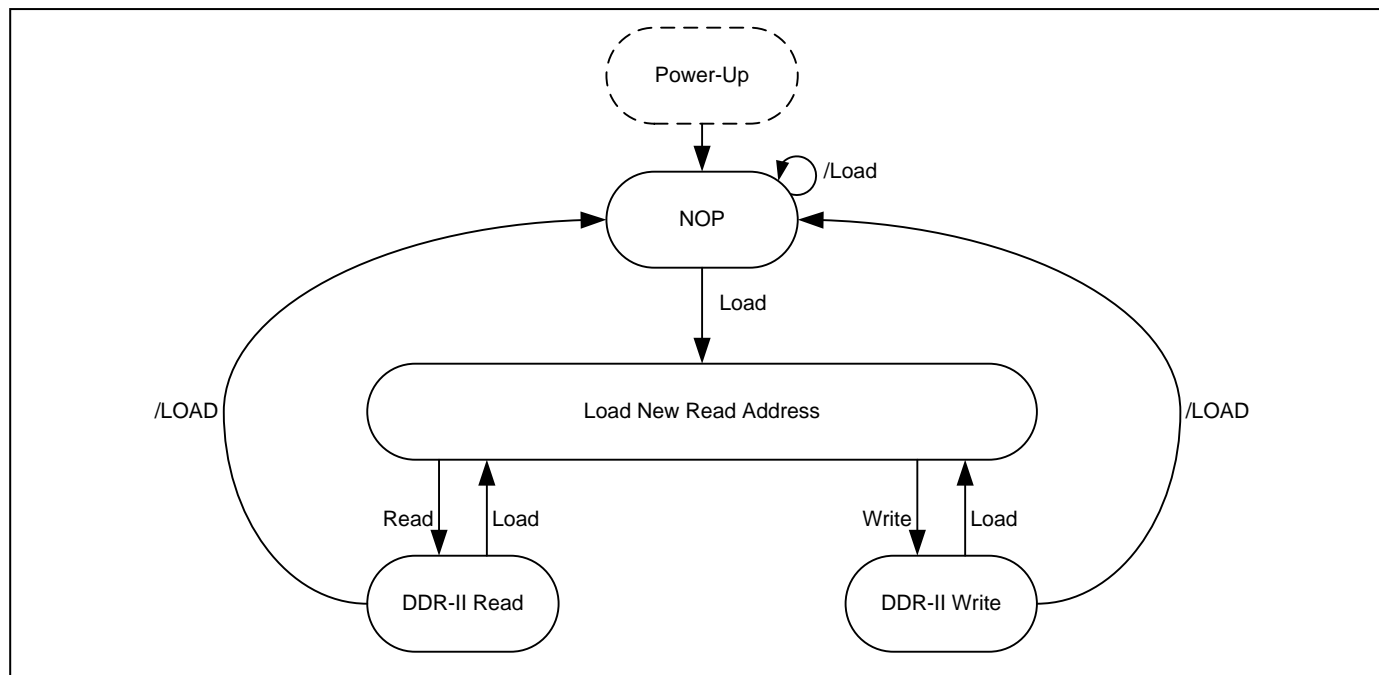 Power-Up
/Load
NOP
Load
/LOAD
Load New Read Address
/LOAD
Read
Load
Write
Load
DDR-II Read
DDR-II Write